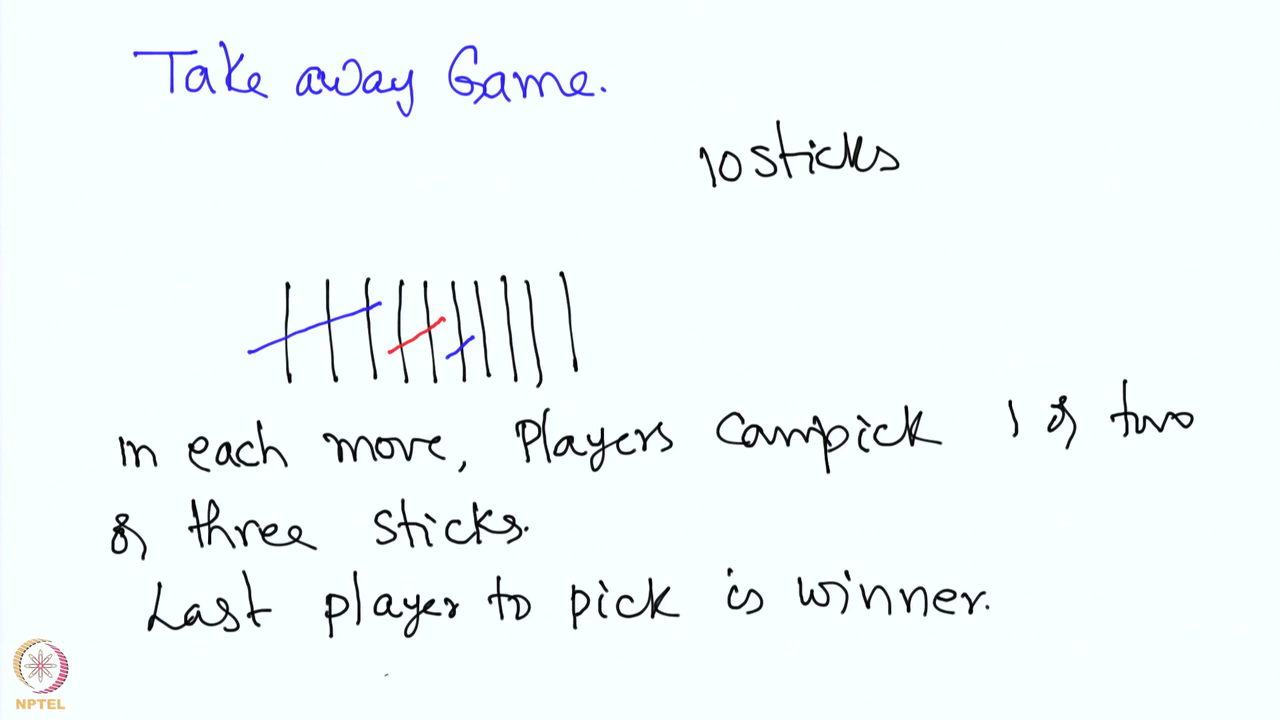 Take away Game.
10 sticks
in each move, Players can pick 1 or two
or three sticks.
Last player to pick is winner.
NPTEL